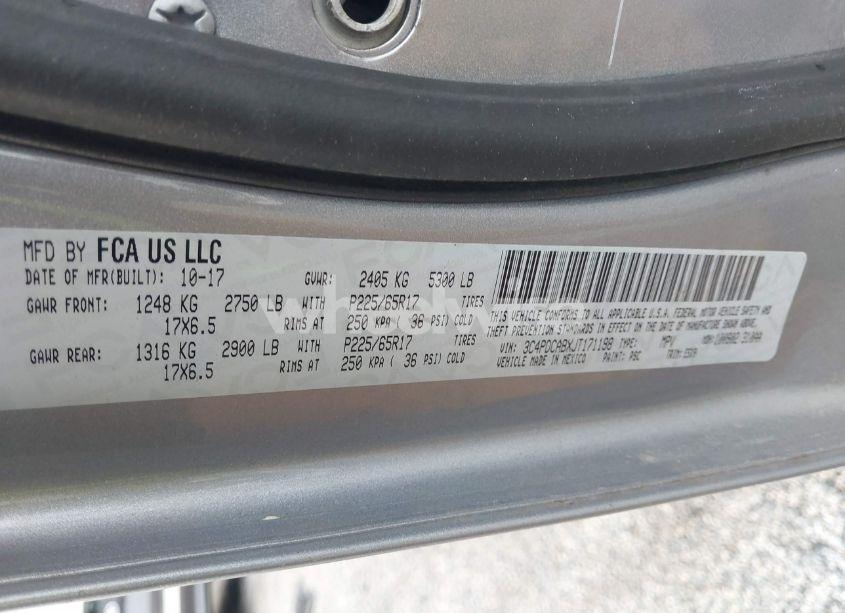 MFD BY FCA US LLC
DATE OF MFR(BUILT): 10-17 GVWR: 2405 KG 5300 LB
GAWR FRONT: 1248 KG 2750 LB WITH P225/65R17 TIRES
17X6.5 RIMS AT 250 KPA ( 36 PSI) COLD
GAWR REAR: 1316 KG 2900 LB WITH P225/65R17 TIRES
17X6.5 RIMS AT 250 KPA ( 36 PSI) COLD
THIS VEHICLE CONFORMS TO ALL APPLICABLE U.S.A. FEDERAL MOTOR VEHICLE SAFETY AND
THEFT PREVENTION STANDARDS IN EFFECT ON THE DATE OF MANUFACTURE SHOWN ABOVE.
VIN: 3C4PDCABXJT171198 TYPE: MPV MDH:
VEHICLE MADE IN MEXICO PAINT: PSC TRIM: